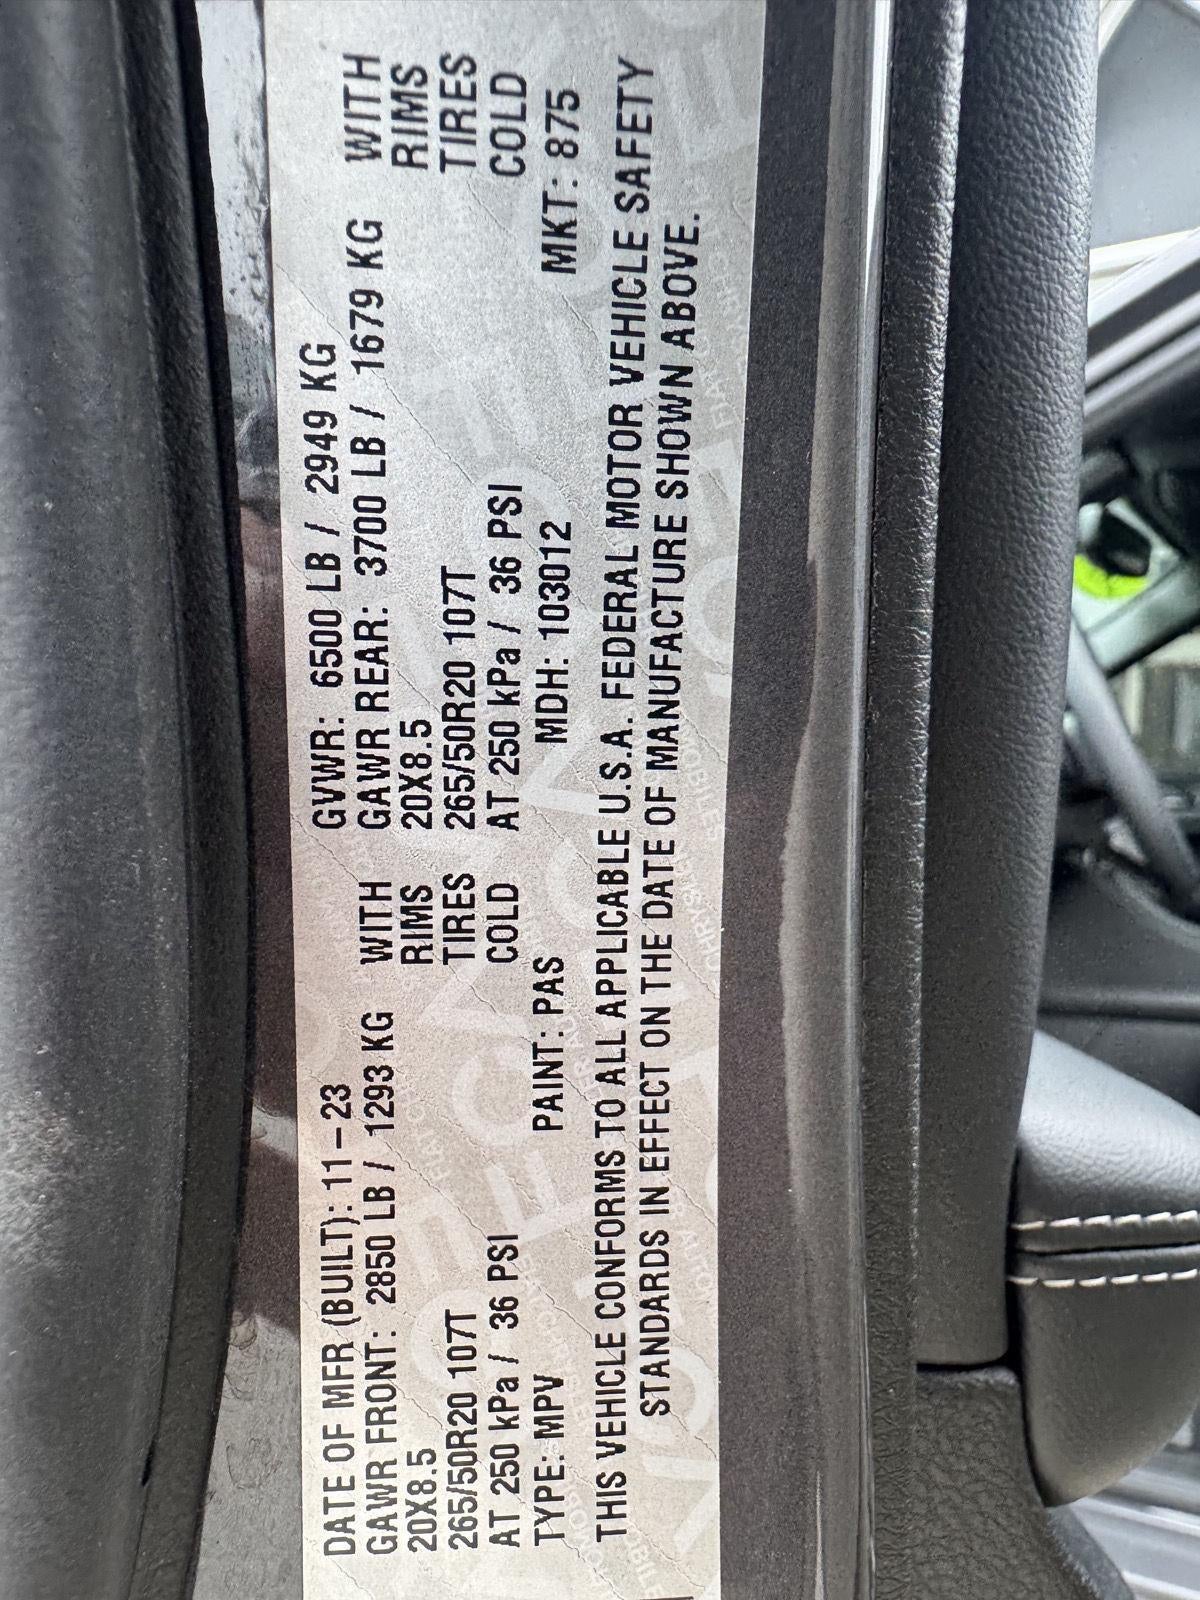 DATE OF MFR (BUILT): 11-23 GVWR: 6500 LB / 2949 KG
GAWR FRONT: 2850 LB / 1293 KG WITH GAWR REAR: 3700 LB / 1679 KG WITH
20X8.5 RIMS 20X8.5 RIMS
265/50R20 107T TIRES 265/50R20 107T TIRES
AT 250 kPa / 36 PSI COLD AT 250 kPa / 36 PSI COLD
TYPE: MPV PAINT: PAS MDH: 103012 MKT: 875
THIS VEHICLE CONFORMS TO ALL APPLICABLE U.S.A. FEDERAL MOTOR VEHICLE SAFETY
STANDARDS IN EFFECT ON THE DATE OF MANUFACTURE SHOWN ABOVE.